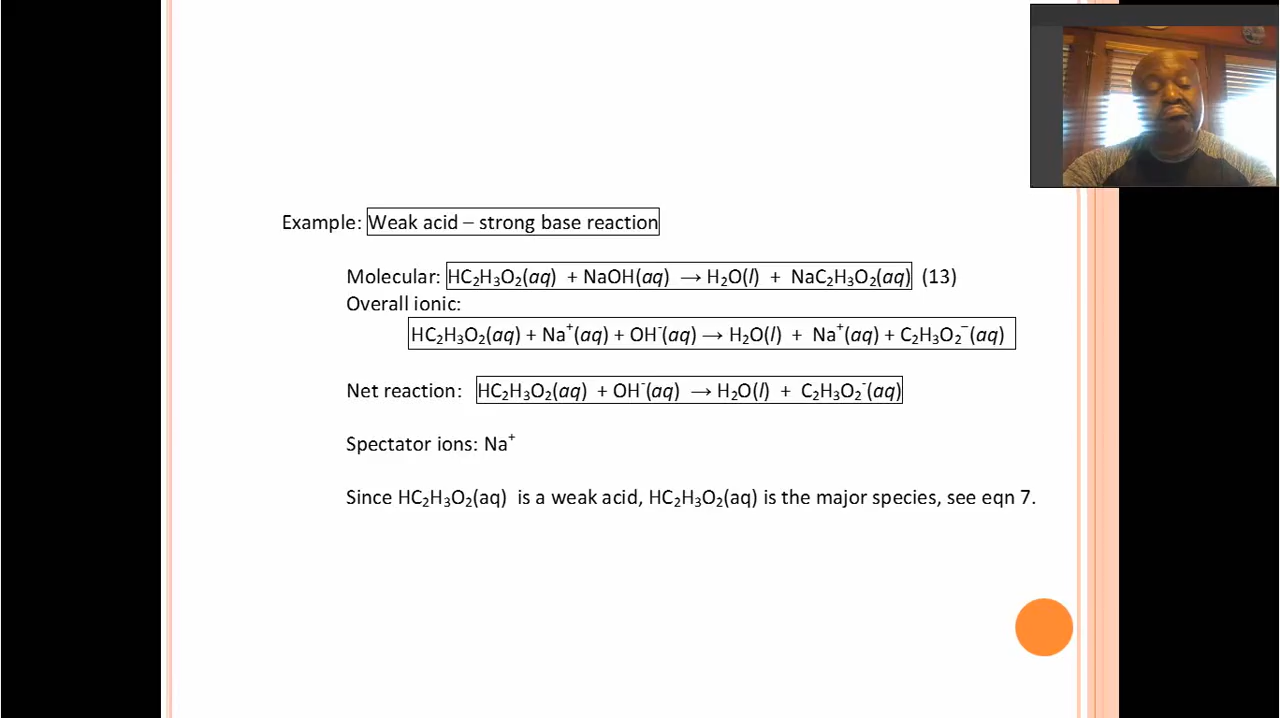 Example: Weak acid – strong base reaction
Molecular: HC₂H₃O₂(aq) + NaOH(aq) → H₂O(l) + NaC₂H₃O₂(aq) (13)
Overall ionic:
HC₂H₃O₂(aq) + Na⁺(aq) + OH⁻(aq) → H₂O(l) + Na⁺(aq) + C₂H₃O₂⁻(aq)
Net reaction: HC₂H₃O₂(aq) + OH⁻(aq) → H₂O(l) + C₂H₃O₂⁻(aq)
Spectator ions: Na⁺
Since HC₂H₃O₂(aq) is a weak acid, HC₂H₃O₂(aq) is the major species, see eqn 7.